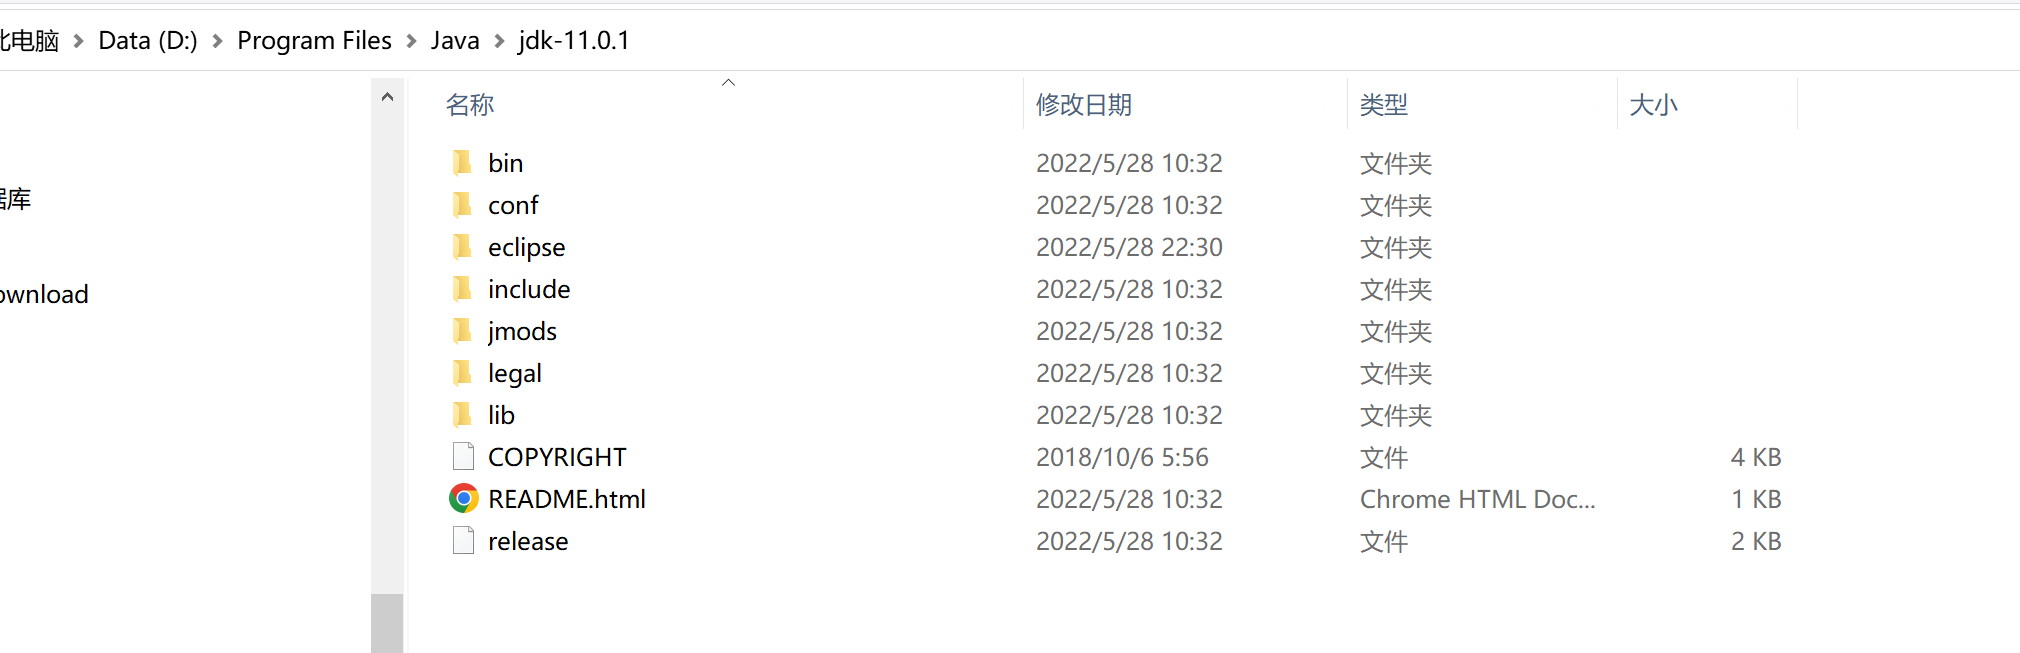 此电脑 > Data (D:) > Program Files > Java > jdk-11.0.1
名称 修改日期 类型 大小
bin 2022/5/28 10:32 文件夹
conf 2022/5/28 10:32 文件夹
据库
eclipse 2022/5/28 22:30 文件夹
include 2022/5/28 10:32 文件夹
ownload
jmods 2022/5/28 10:32 文件夹
legal 2022/5/28 10:32 文件夹
lib 2022/5/28 10:32 文件夹
COPYRIGHT 2018/10/6 5:56 文件 4 KB
README.html 2022/5/28 10:32 Chrome HTML Doc... 1 KB
release 2022/5/28 10:32 文件 2 KB